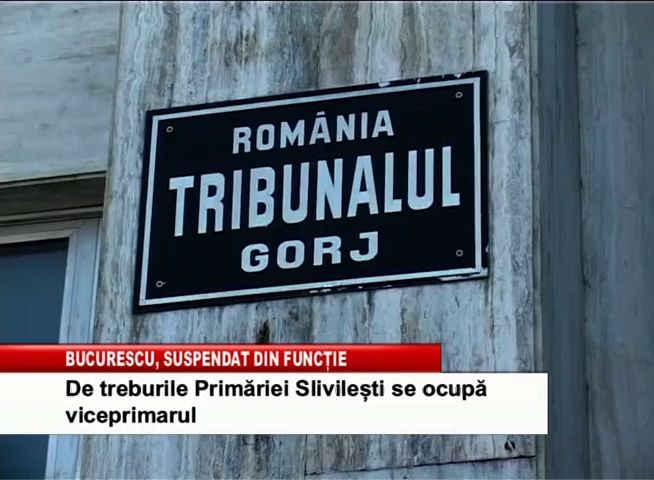 ROMÂNIA
TRIBUNALUL
GORJ
BUCURESCU, SUSPENDAT DIN FUNCȚIE
De treburile Primăriei Slivilești se ocupă
viceprimarul